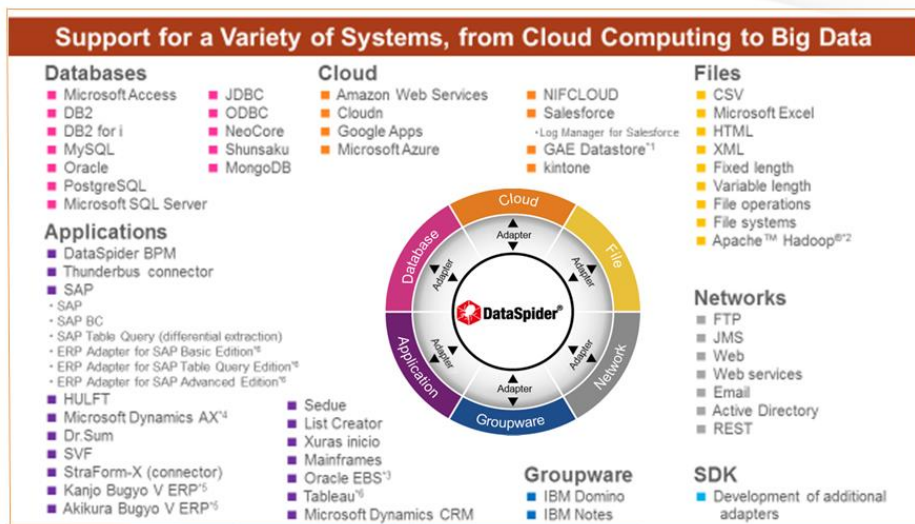 Support for a Variety of Systems, from Cloud Computing to Big Data
Databases
Microsoft Access
DB2
DB2 for i
MySQL
Oracle
PostgreSQL
Microsoft SQL Server
JDBC
ODBC
NeoCore
Shunsaku
MongoDB
Cloud
Amazon Web Services
Cloudn
Google Apps
Microsoft Azure
NIFCLOUD
Salesforce
・Log Manager for Salesforce
GAE Datastore*1
kintone
Files
CSV
Microsoft Excel
HTML
XML
Fixed length
Variable length
File operations
File systems
Apache™ Hadoop®*2
Applications
DataSpider BPM
Thunderbus connector
SAP
・SAP
・SAP BC
・SAP Table Query (differential extraction)
・ERP Adapter for SAP Basic Edition*6
・ERP Adapter for SAP Table Query Edition*6
・ERP Adapter for SAP Advanced Edition*6
HULFT
Microsoft Dynamics AX*4
Dr.Sum
SVF
StraForm-X (connector)
Kanjo Bugyo V ERP*5
Akikura Bugyo V ERP*5
Sedue
List Creator
Xuras inicio
Mainframes
Oracle EBS*3
Tableau*6
Microsoft Dynamics CRM
Cloud
Adapter
Database
Adapter
File
Adapter
DataSpider®
Application
Adapter
Network
Adapter
Adapter
Groupware
Networks
FTP
JMS
Web
Web services
Email
Active Directory
REST
Groupware
IBM Domino
IBM Notes
SDK
Development of additional
adapters